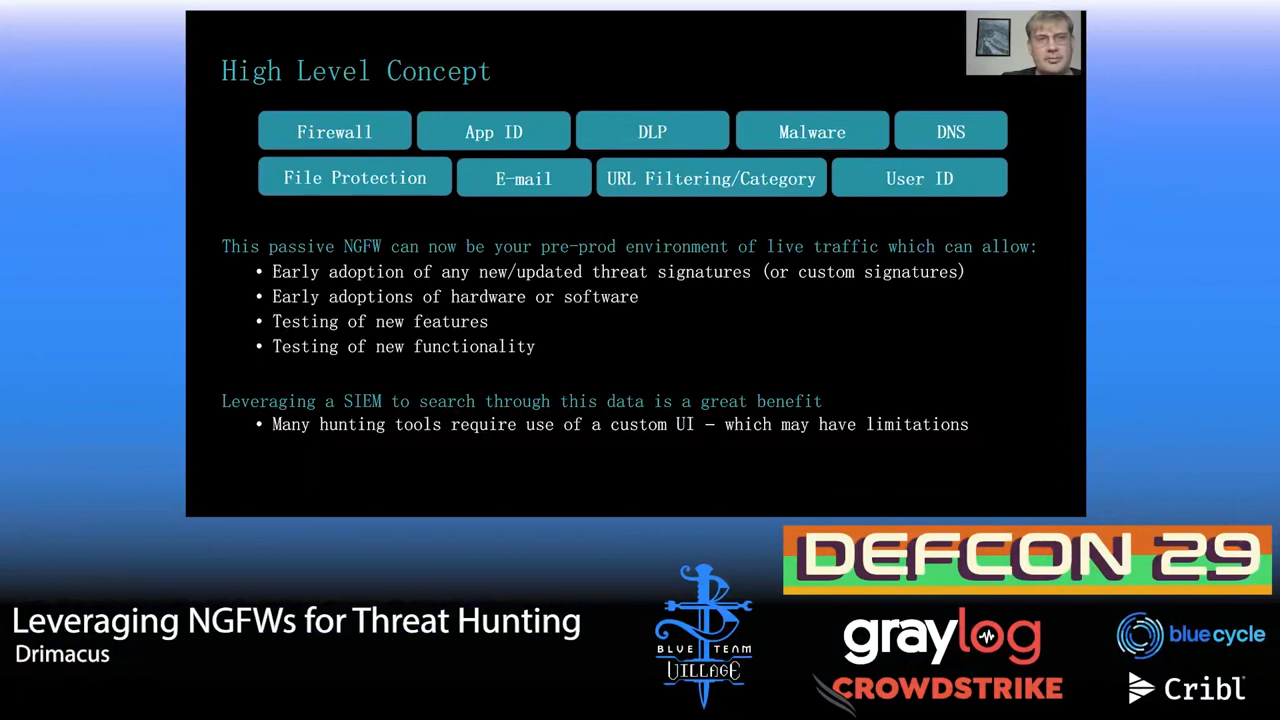 High Level Concept
Firewall
App ID
DLP
Malware
DNS
File Protection
E-mail
URL Filtering/Category
User ID
This passive NGFW can now be your pre-prod environment of live traffic which can allow:
• Early adoption of any new/updated threat signatures (or custom signatures)
• Early adoptions of hardware or software
• Testing of new features
• Testing of new functionality
Leveraging a SIEM to search through this data is a great benefit
• Many hunting tools require use of a custom UI – which may have limitations
DEFCON 29
Leveraging NGFWs for Threat Hunting
Drimacus
BLUE TEAM
VILLAGE
graylog
bluecycle
CROWDSTRIKE
Cribl